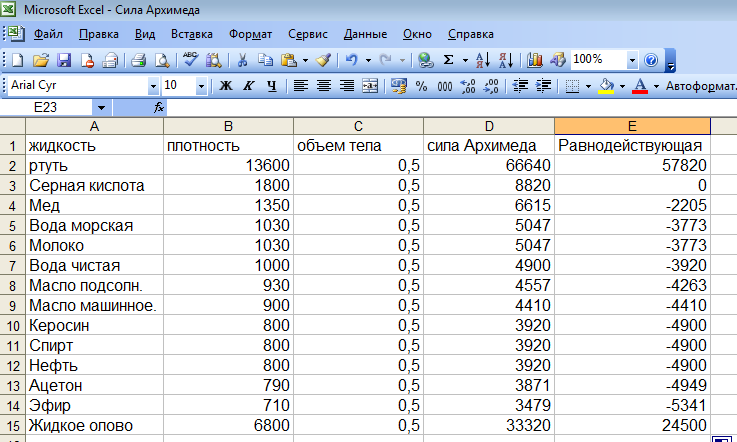 Microsoft Excel - Сила Архимеда
Файл Правка Вид Вставка Формат Сервис Данные Окно Справка
100%
Arial Cyr 10 Ж К Ч % 000 Автоформат.
E23 fx
A B C D E
1 жидкость плотность объем тела сила Архимеда Равнодействующая
2 ртуть 13600 0,5 66640 57820
3 Серная кислота 1800 0,5 8820 0
4 Мед 1350 0,5 6615 -2205
5 Вода морская 1030 0,5 5047 -3773
6 Молоко 1030 0,5 5047 -3773
7 Вода чистая 1000 0,5 4900 -3920
8 Масло подсолн. 930 0,5 4557 -4263
9 Масло машинное. 900 0,5 4410 -4410
10 Керосин 800 0,5 3920 -4900
11 Спирт 800 0,5 3920 -4900
12 Нефть 800 0,5 3920 -4900
13 Ацетон 790 0,5 3871 -4949
14 Эфир 710 0,5 3479 -5341
15 Жидкое олово 6800 0,5 33320 24500